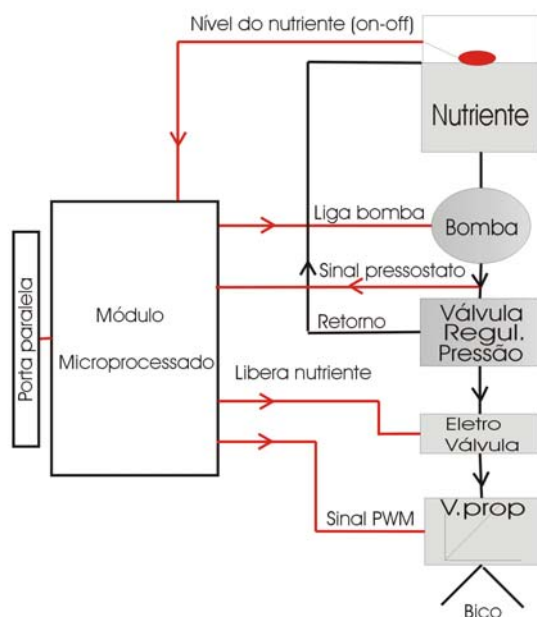 Nível do nutriente (on-off)
Nutriente
Liga bomba
Bomba
Sinal pressostato
Porta paralela
Módulo
Microprocessado
Retorno
Válvula
Regul.
Pressão
Libera nutriente
Eletro
Válvula
V.prop
Sinal PWM
Bico